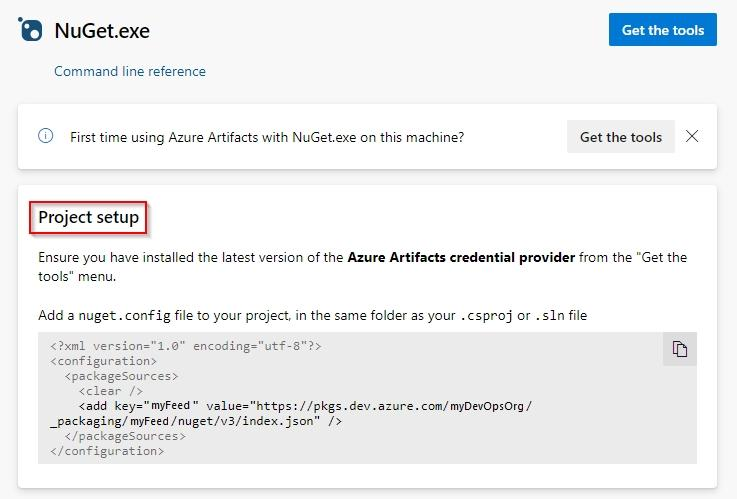 NuGet.exe
Get the tools
Command line reference
First time using Azure Artifacts with NuGet.exe on this machine?
Get the tools
Project setup
Ensure you have installed the latest version of the Azure Artifacts credential provider from the "Get the
tools" menu.
Add a nuget.config file to your project, in the same folder as your .csproj or .sln file
<?xml version="1.0" encoding="utf-8"?>
<configuration>
  <packageSources>
    <clear />
    <add key="myFeed" value="https://pkgs.dev.azure.com/myDevOpsOrg/
_packaging/myFeed/nuget/v3/index.json" />
  </packageSources>
</configuration>